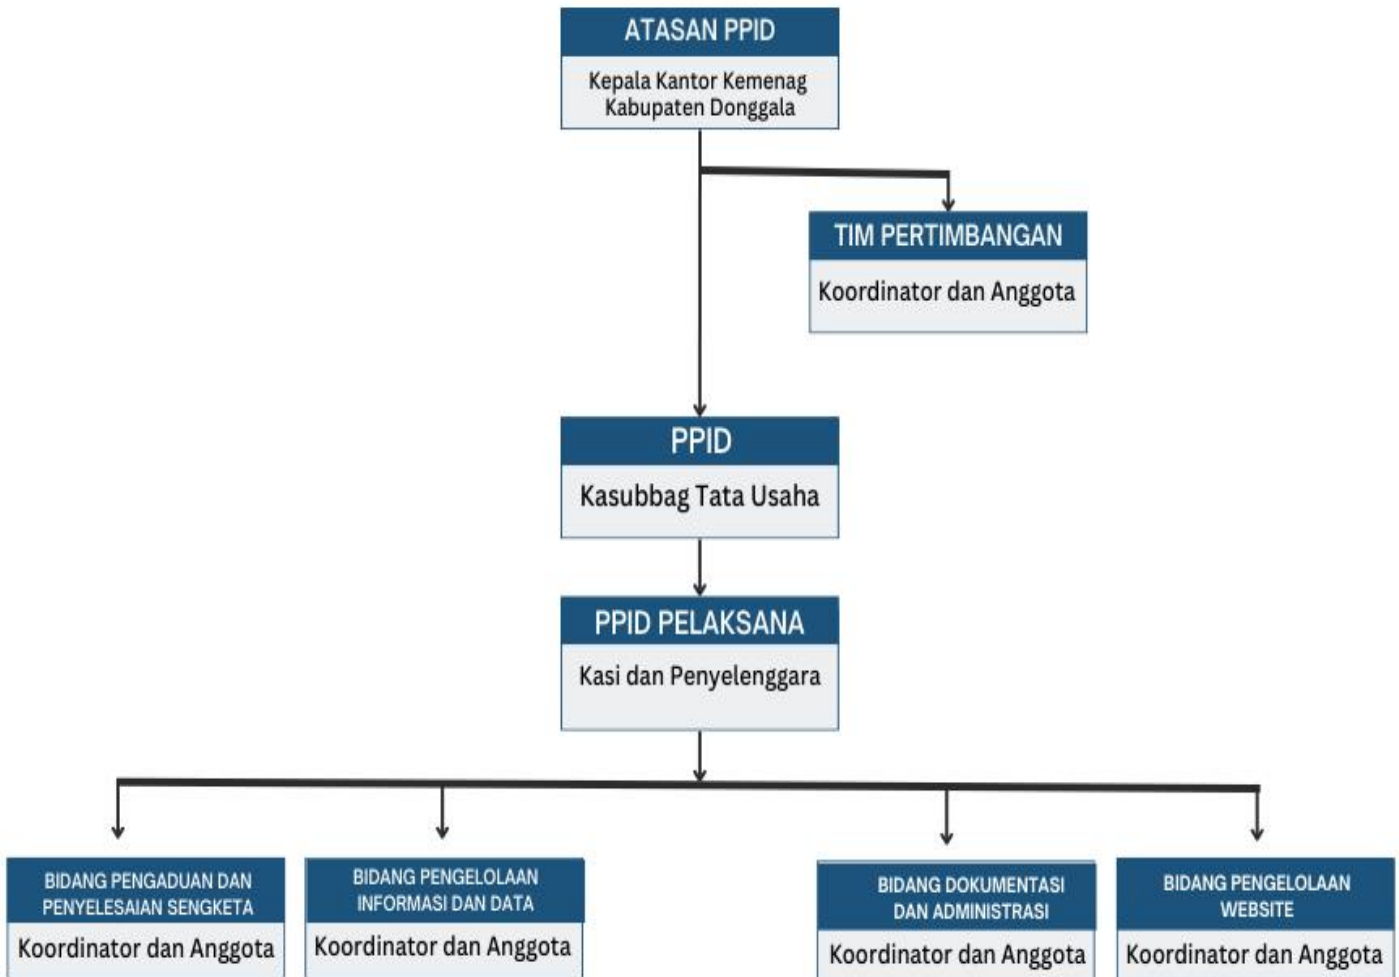 ATASAN PPID
Kepala Kantor Kemenag
Kabupaten Donggala
TIM PERTIMBANGAN
Koordinator dan Anggota
PPID
Kasubbag Tata Usaha
PPID PELAKSANA
Kasi dan Penyelenggara
BIDANG PENGADUAN DAN
PENYELESAIAN SENGKETA
Koordinator dan Anggota
BIDANG PENGELOLAAN
INFORMASI DAN DATA
Koordinator dan Anggota
BIDANG DOKUMENTASI
DAN ADMINISTRASI
Koordinator dan Anggota
BIDANG PENGELOLAAN
WEBSITE
Koordinator dan Anggota